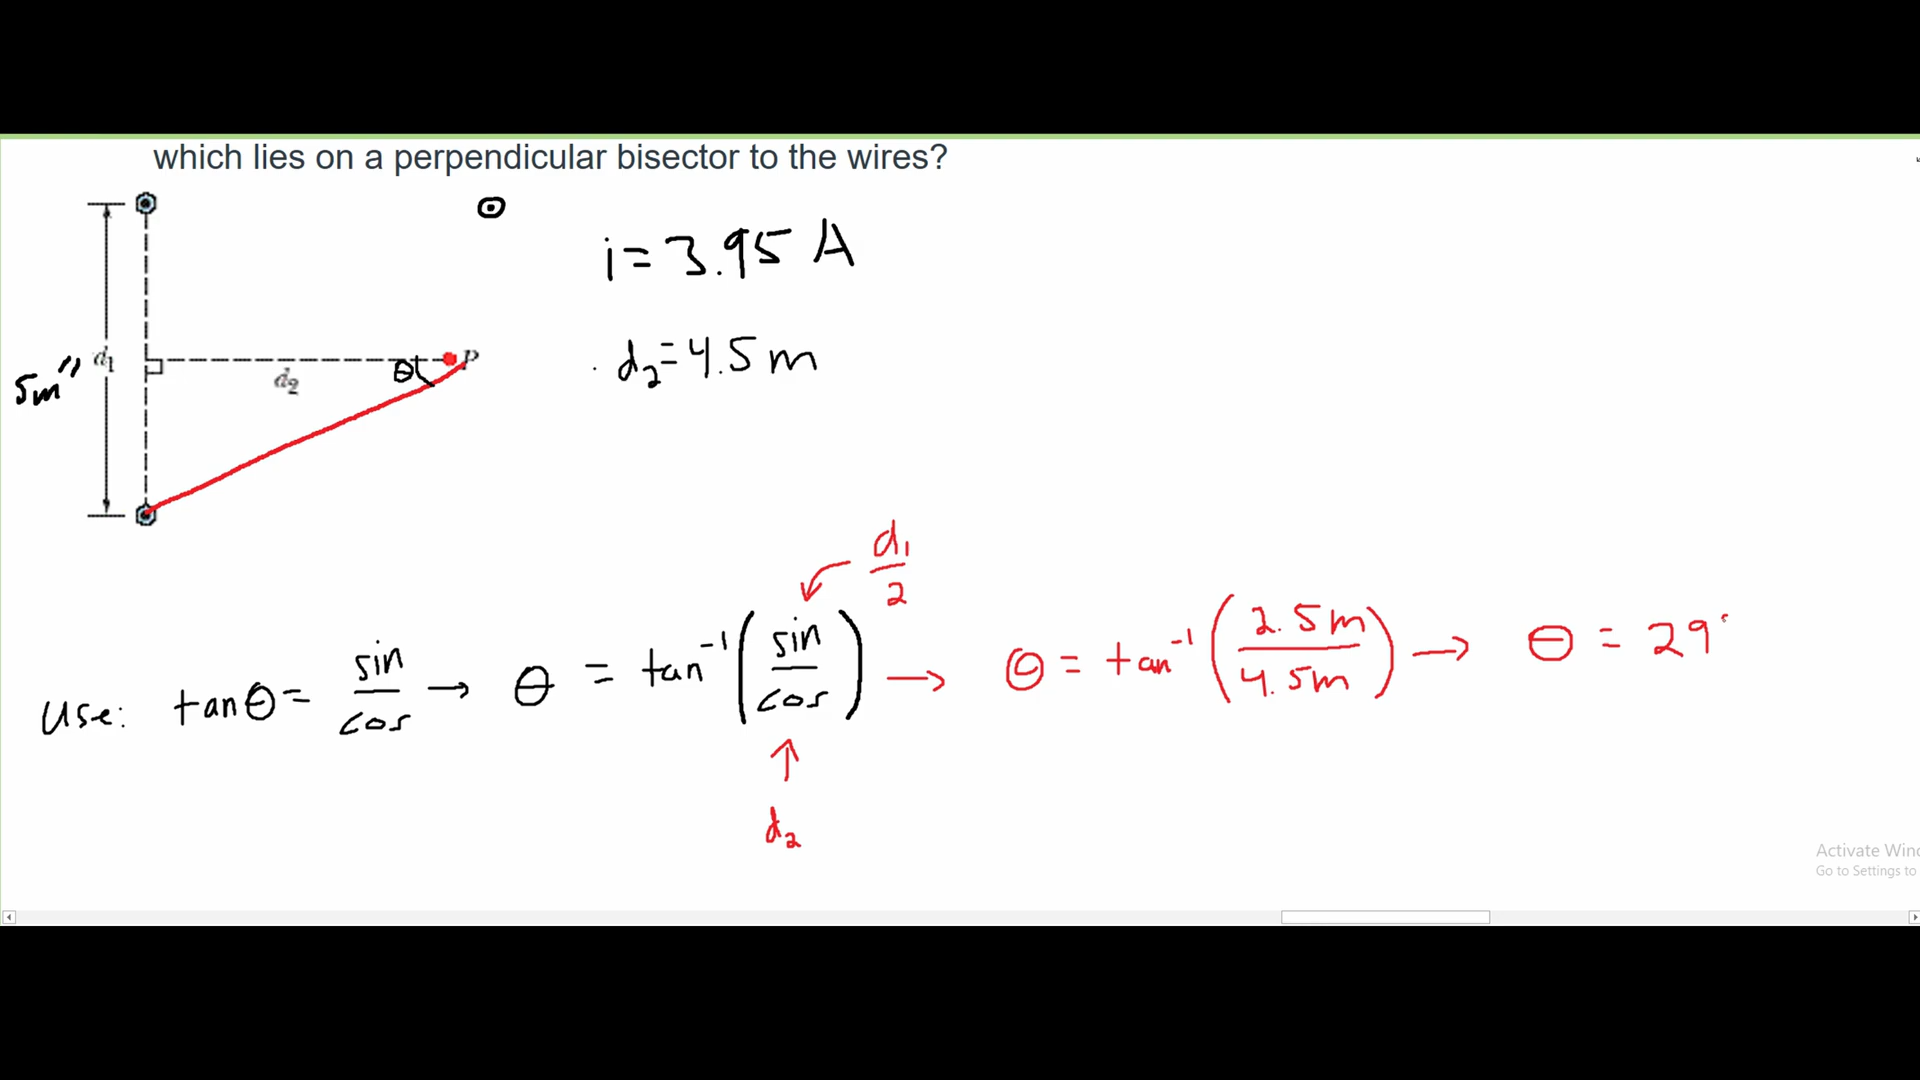 which lies on a perpendicular bisector to the wires?
i = 3.95 A
d₁
P
5m
θ
d₂
d₂ = 4.5 m
d₁/2
Use: tanθ = sin/cos → θ = tan⁻¹(sin/cos) → θ = tan⁻¹(2.5m/4.5m) → θ = 29°
d₂
Activate Win
Go to Settings to